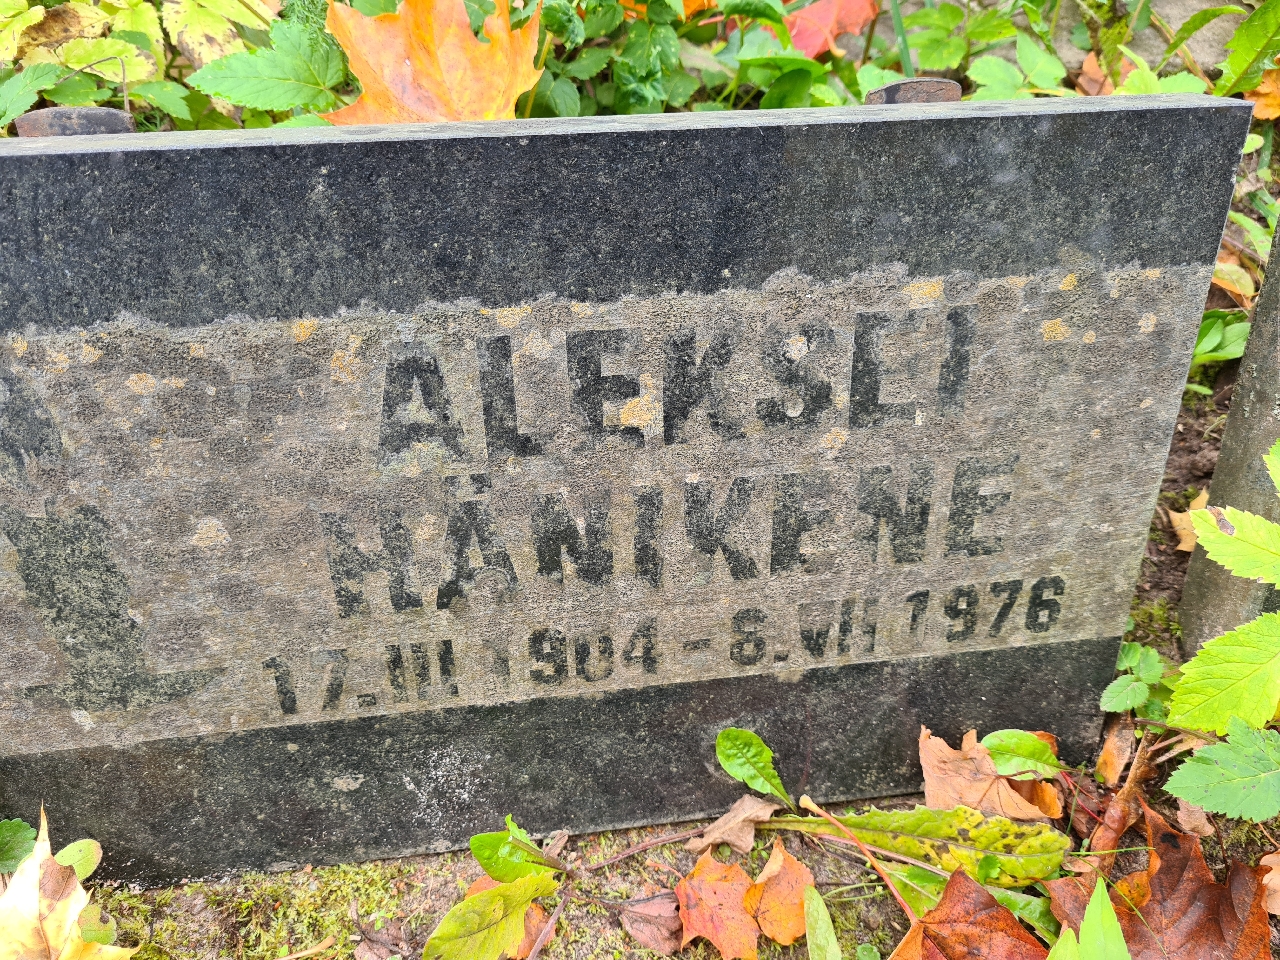 ALEKSEI
HÄNIKENE
17.III 1904 - 8.VII 1976